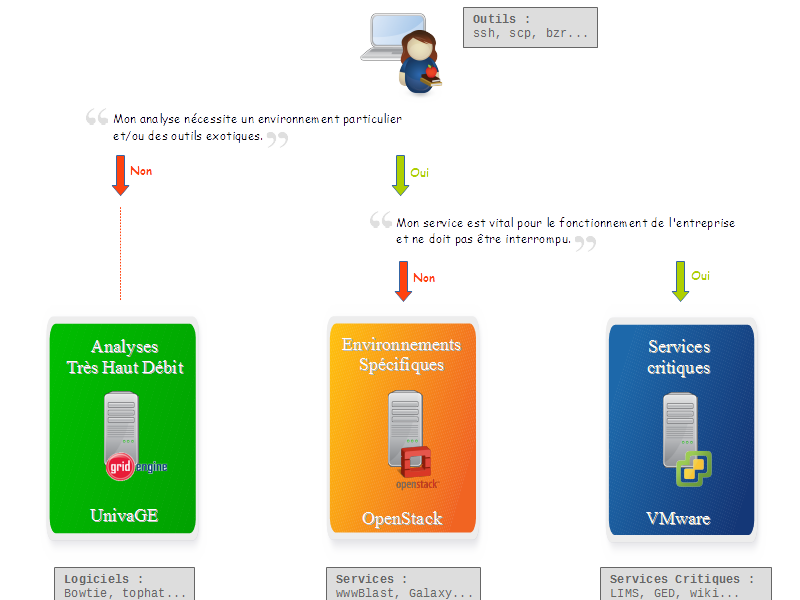 Outils :
ssh, scp, bzr...
Mon analyse nécessite un environnement particulier
et/ou des outils exotiques.
Non
Oui
Mon service est vital pour le fonctionnement de l'entreprise
et ne doit pas être interrompu.
Non
Oui
Analyses
Très Haut Débit
grid engine
UnivaGE
Environnements
Spécifiques
openstack
OpenStack
Services
critiques
VMware
Logiciels :
Bowtie, tophat...
Services :
wwwBlast, Galaxy...
Services Critiques :
LIMS, GED, wiki...